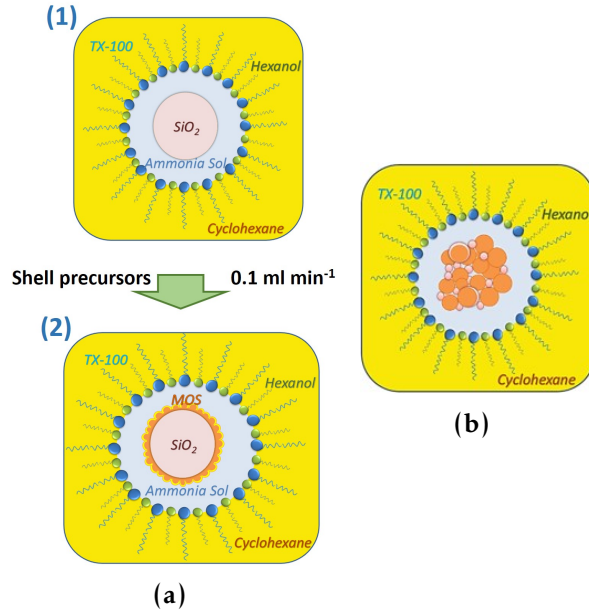 (1)
TX-100
Hexanol
SiO₂
Ammonia Sol
Cyclohexane
Shell precursors 0.1 ml min⁻¹
(2)
TX-100
Hexanol
MOS
SiO₂
Ammonia Sol
Cyclohexane
(a)
TX-100
Hexanol
Cyclohexane
(b)